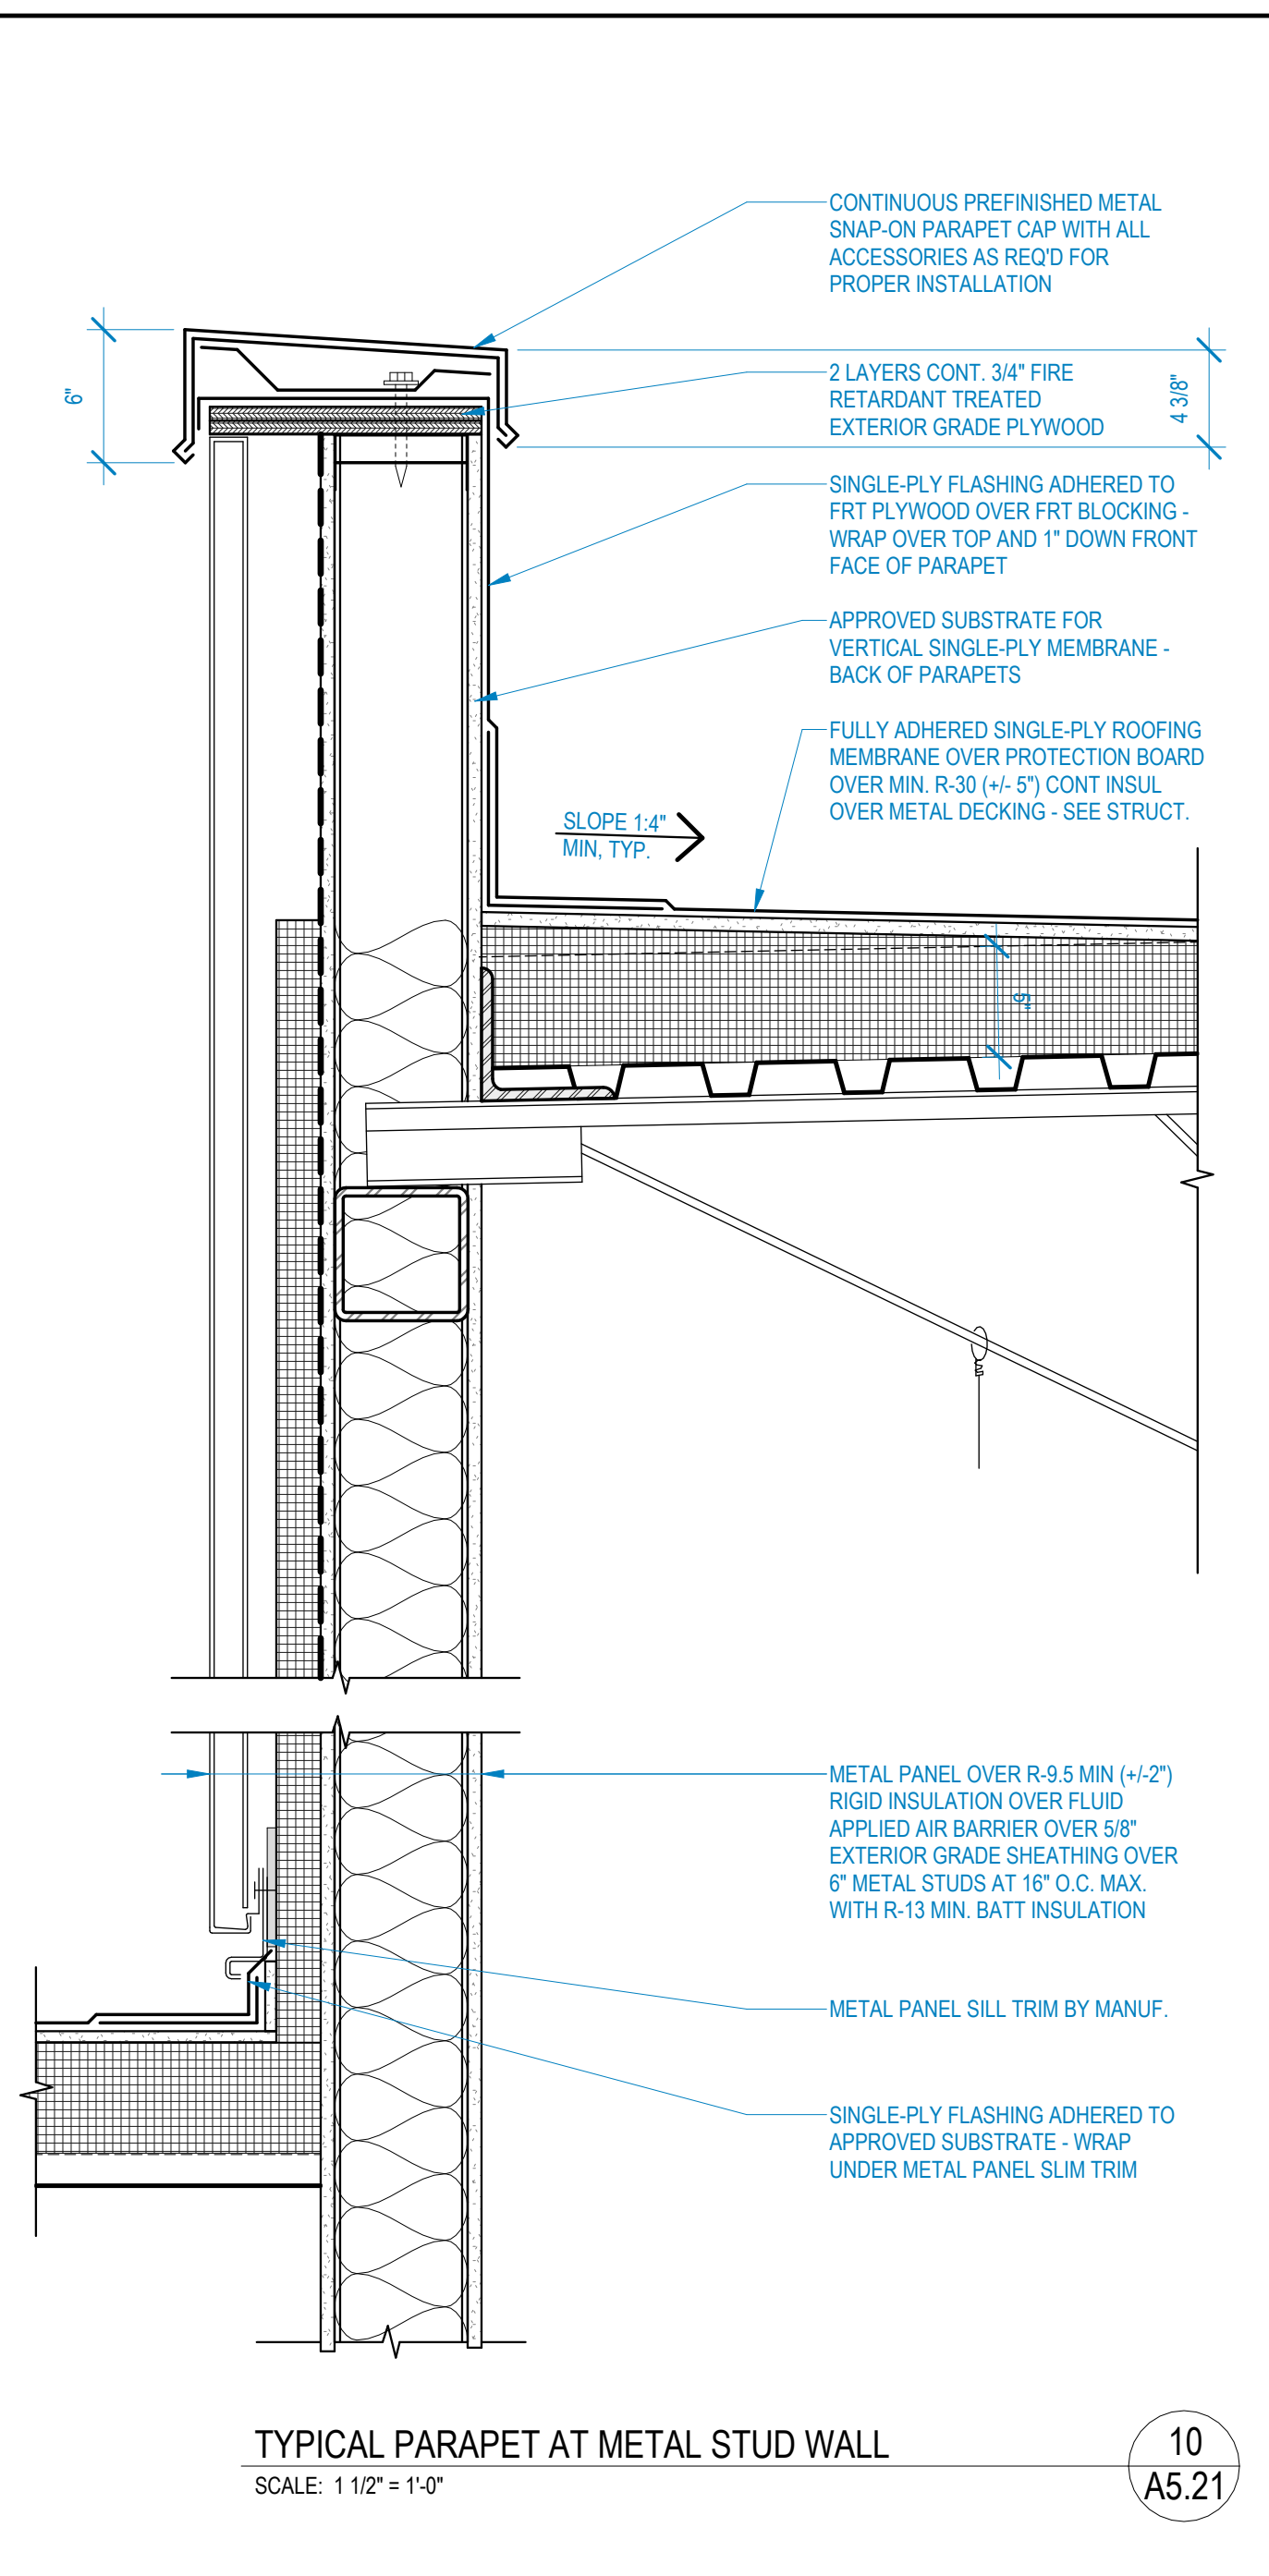 CONTINUOUS PREFINISHED METAL
SNAP-ON PARAPET CAP WITH ALL
ACCESSORIES AS REQ'D FOR
PROPER INSTALLATION
6"
4 3/8"
2 LAYERS CONT. 3/4" FIRE
RETARDANT TREATED
EXTERIOR GRADE PLYWOOD
SINGLE-PLY FLASHING ADHERED TO
FRT PLYWOOD OVER FRT BLOCKING -
WRAP OVER TOP AND 1" DOWN FRONT
FACE OF PARAPET
APPROVED SUBSTRATE FOR
VERTICAL SINGLE-PLY MEMBRANE -
BACK OF PARAPETS
FULLY ADHERED SINGLE-PLY ROOFING
MEMBRANE OVER PROTECTION BOARD
OVER MIN. R-30 (+/- 5") CONT INSUL
OVER METAL DECKING - SEE STRUCT.
SLOPE 1:4"
MIN, TYP.
5"
METAL PANEL OVER R-9.5 MIN (+/-2")
RIGID INSULATION OVER FLUID
APPLIED AIR BARRIER OVER 5/8"
EXTERIOR GRADE SHEATHING OVER
6" METAL STUDS AT 16" O.C. MAX.
WITH R-13 MIN. BATT INSULATION
METAL PANEL SILL TRIM BY MANUF.
SINGLE-PLY FLASHING ADHERED TO
APPROVED SUBSTRATE - WRAP
UNDER METAL PANEL SLIM TRIM
TYPICAL PARAPET AT METAL STUD WALL
SCALE: 1 1/2" = 1'-0"
10
A5.21